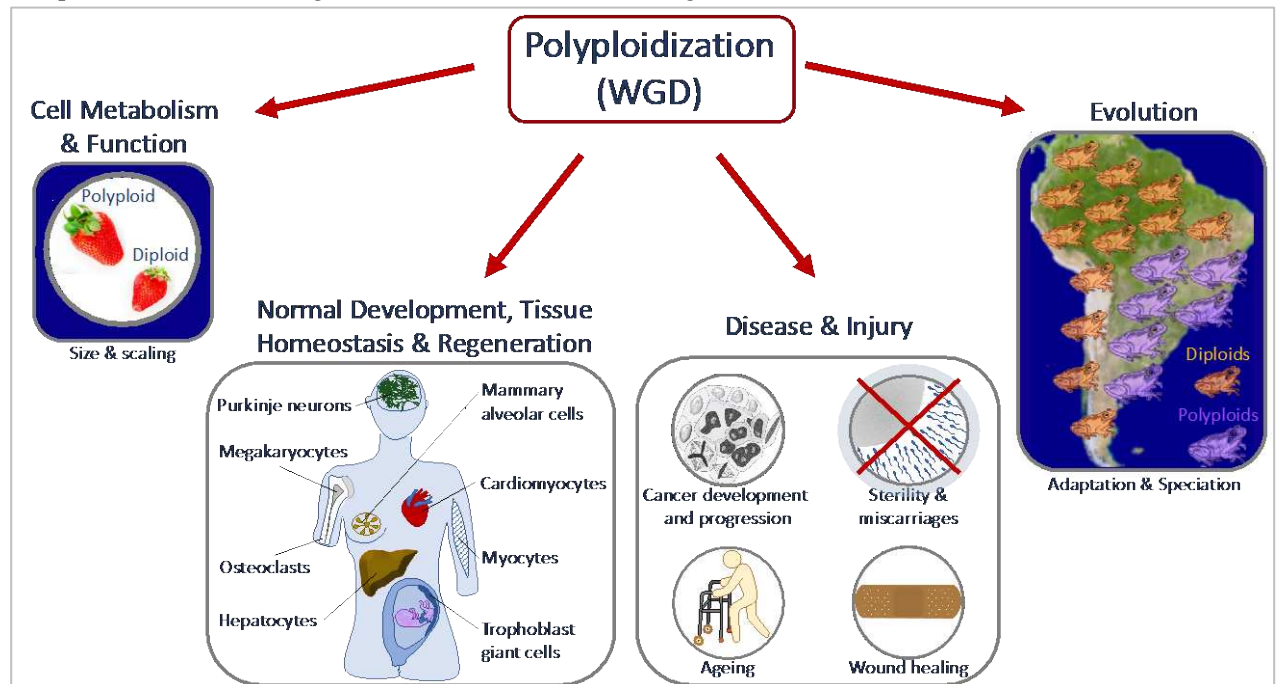 Polyploidization
(WGD)
Cell Metabolism
& Function
Polyploid
Diploid
Size & scaling
Normal Development, Tissue
Homeostasis & Regeneration
Purkinje neurons
Mammary
alveolar cells
Megakaryocytes
Cardiomyocytes
Osteoclasts
Myocytes
Hepatocytes
Trophoblast
giant cells
Disease & Injury
Cancer development
and progression
Sterility &
miscarriages
Ageing
Wound healing
Evolution
Diploids
Polyploids
Adaptation & Speciation